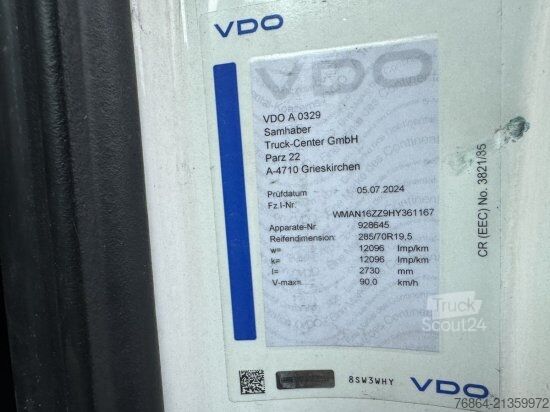 VDO
VDO
VDO A 0329
Samhaber
Truck-Center GmbH
Parz 22
A-4710 Grieskirchen
Prüfdatum 05.07.2024
Fz.I-Nr.
WMAN16ZZ9HY361167
Apparate-Nr. 928645
Reifendimension: 285/70R19,5
w= 12096 Imp/km
k= 12096 Imp/km
l= 2730 mm
V-max= 90.0 km/h
CR (EEC) No. 3821/85
Truck
Scout24
8SW3WHY
VDO
76864-21359972